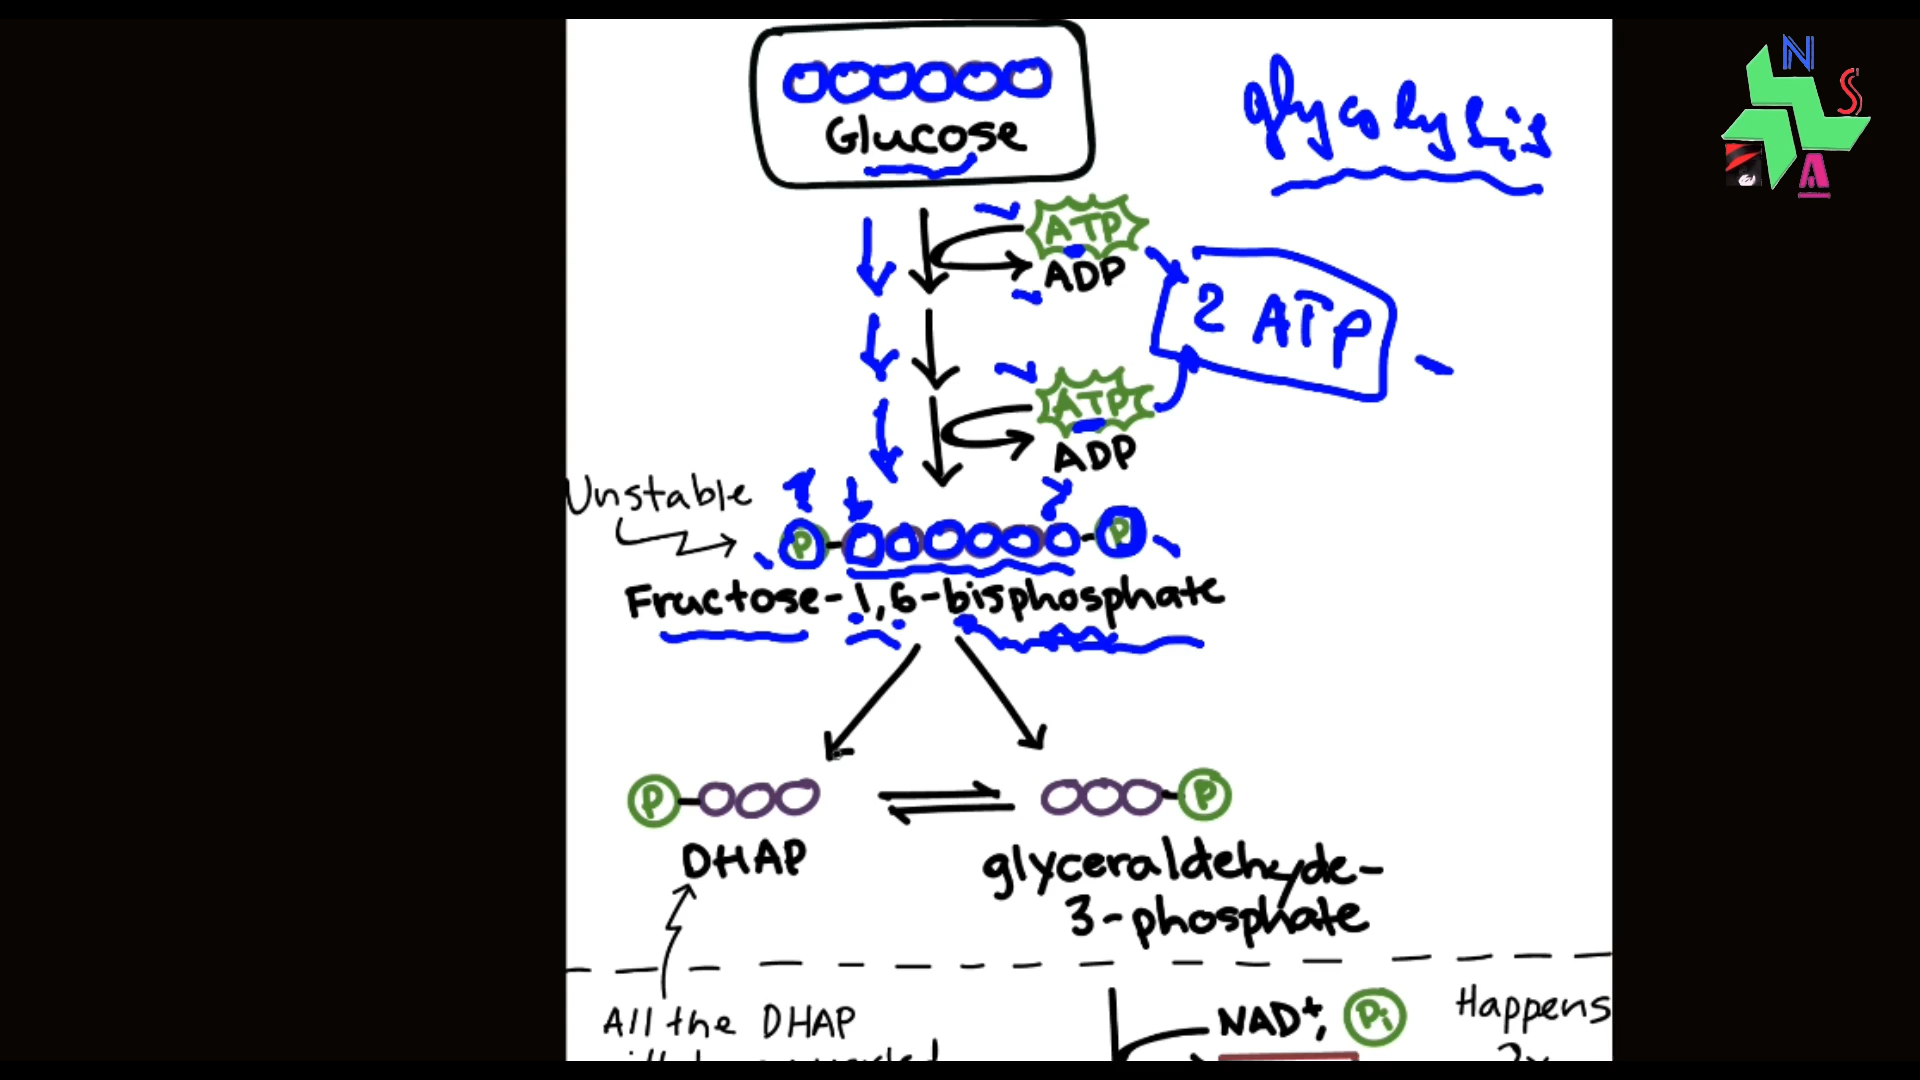 Glucose
glycolysis
ATP
ADP
2 ATP
ATP
ADP
Unstable
P P
Fructose-1,6-bisphosphate
P P
DHAP
glyceraldehyde-
3-phosphate
All the DHAP
NAD+, Pi
Happens
2x
N
S
A